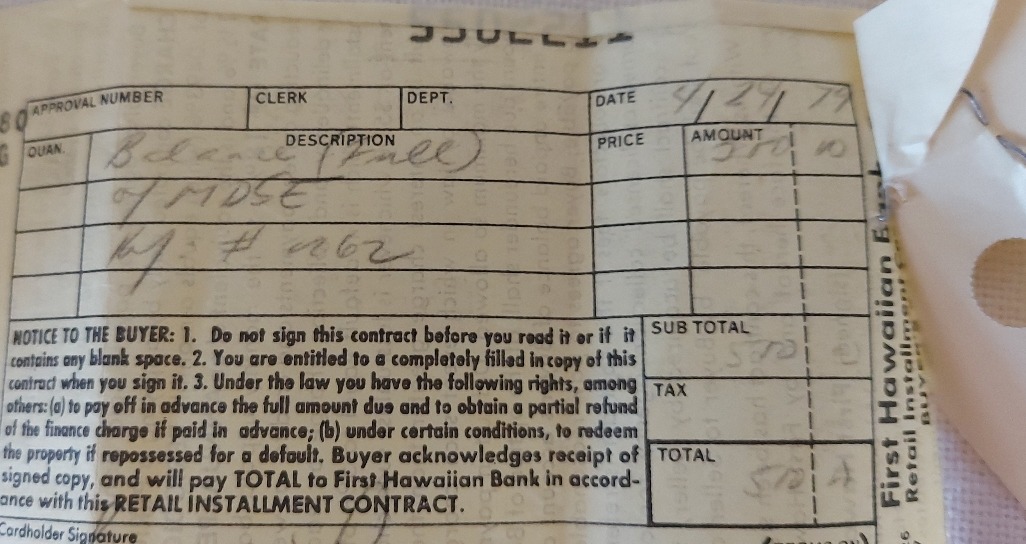 APPROVAL NUMBER CLERK DEPT. DATE 4/24/79
QUAN. DESCRIPTION PRICE AMOUNT
Balance (Full)
of MDSE
#
NOTICE TO THE BUYER: 1. Do not sign this contract before you read it or if it
contains any blank space. 2. You are entitled to a completely filled in copy of this
contract when you sign it. 3. Under the law you have the following rights, among
others: (a) to pay off in advance the full amount due and to obtain a partial refund
of the finance charge if paid in advance; (b) under certain conditions, to redeem
the property if repossessed for a default. Buyer acknowledges receipt of
signed copy, and will pay TOTAL to First Hawaiian Bank in accord-
ance with this RETAIL INSTALLMENT CONTRACT.
SUB TOTAL
TAX
TOTAL
Cardholder Signature
First Hawaiian Bank
Retail Installment